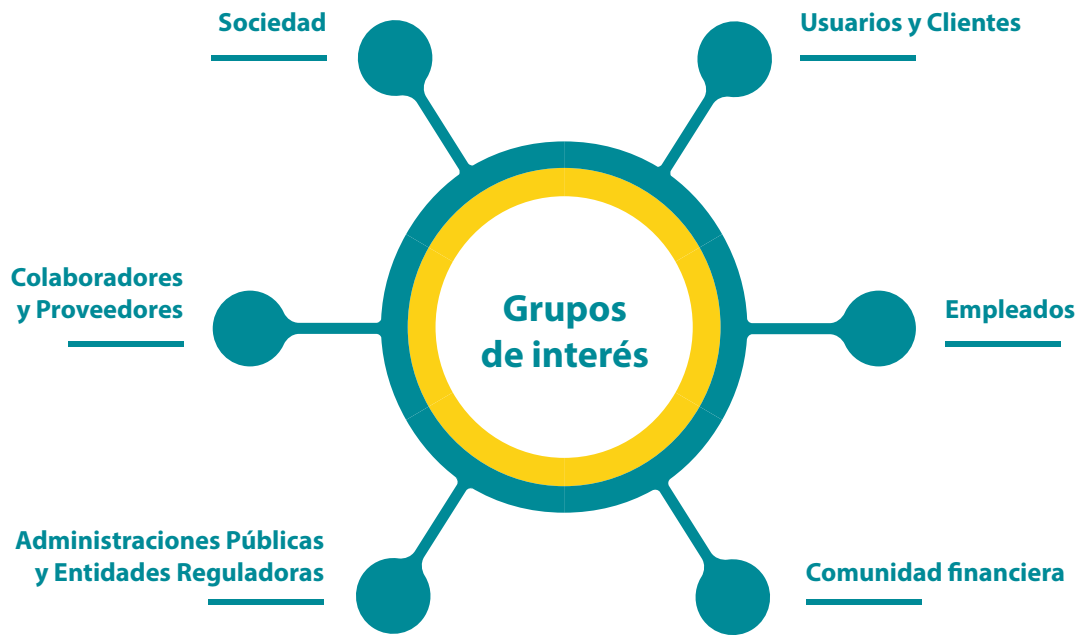 Sociedad
Usuarios y Clientes
Colaboradores
y Proveedores
Grupos
de interés
Empleados
Administraciones Públicas
y Entidades Reguladoras
Comunidad financiera